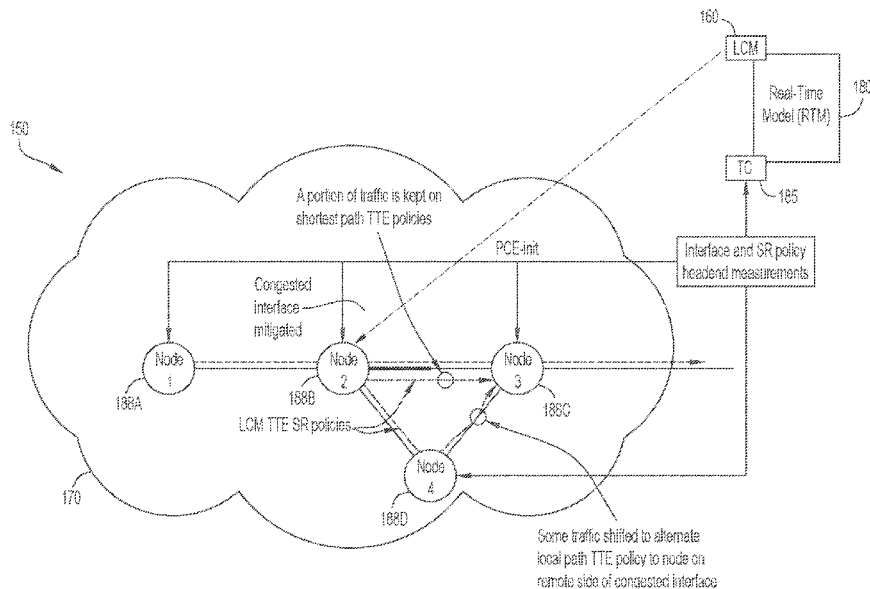 160
LCM
Real-Time
Model (RTM)
180
150
TC
185
A portion of traffic is kept on
shortest path TTE policies
PCE-Init
Interface and SR policy
headend measurements
Congested
interface
mitigated
Node
1
Node
2
Node
3
188A
188B
188C
LCM TTE SR policies
Node
4
170
188D
Some traffic shifted to alternate
local path TTE policy to node on
remote side of congested interface